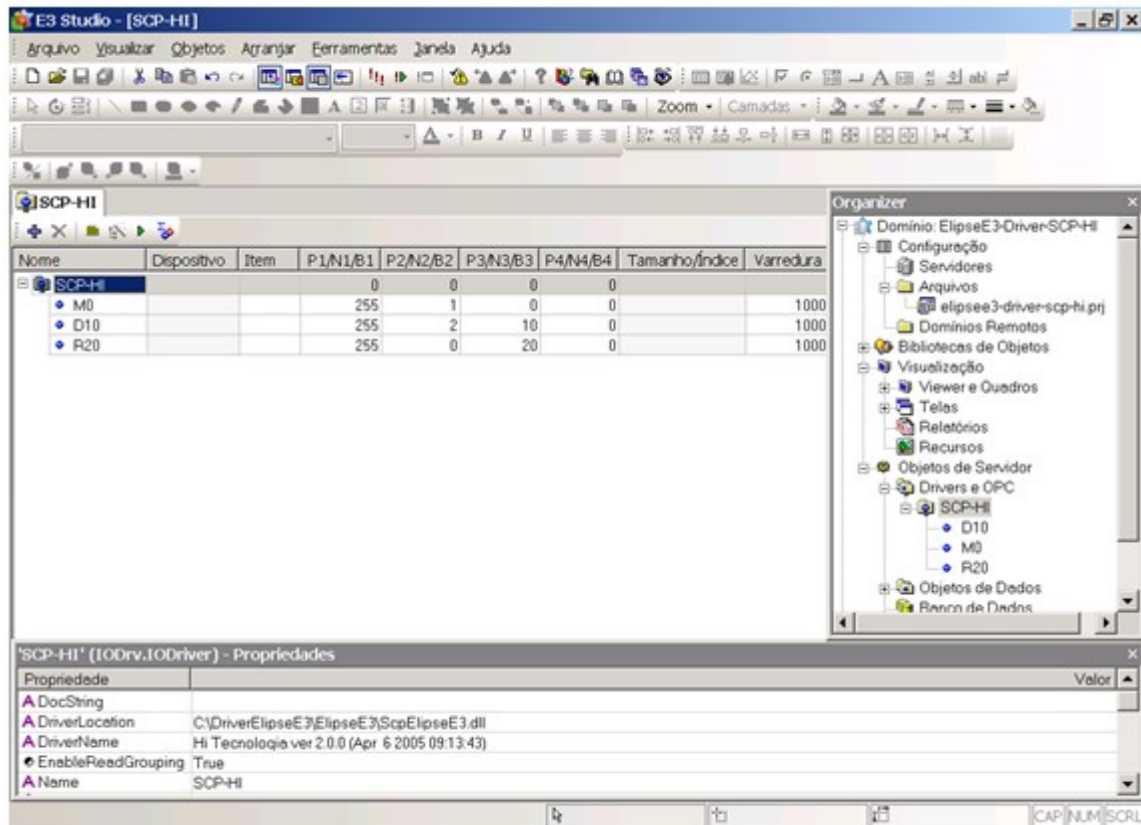 E3 Studio - [SCP-HI]
Arquivo Visualizar Objetos Arranjar Ferramentas Janela Ajuda
Zoom Camadas
SCP-HI
Nome Dispositivo Item P1/N1/B1 P2/N2/B2 P3/N3/B3 P4/N4/B4 Tamanho/Índice Varredura
SCP-HI 0 0 0 0
M0 255 1 0 0 1000
D10 255 2 10 0 1000
R20 255 0 20 0 1000
Organizer
Domínio: ElipseE3-Driver-SCP-HI
Configuração
Servidores
Arquivos
elipsee3-driver-scp-hi.prj
Domínios Remotos
Bibliotecas de Objetos
Visualização
Viewer e Quadros
Telas
Relatórios
Recursos
Objetos de Servidor
Drivers e OPC
SCP-HI
D10
M0
R20
Objetos de Dados
Banco de Dados
'SCP-HI' (IODrv.IODriver) - Propriedades
Propriedade Valor
A DocString
A DriverLocation C:\DriverElipseE3\ElipseE3\ScpElipseE3.dll
A DriverName Hi Tecnologia ver 2.0.0 (Apr 6 2005 09:13:43)
EnableReadGrouping True
A Name SCP-HI
CAP NUM SCRL